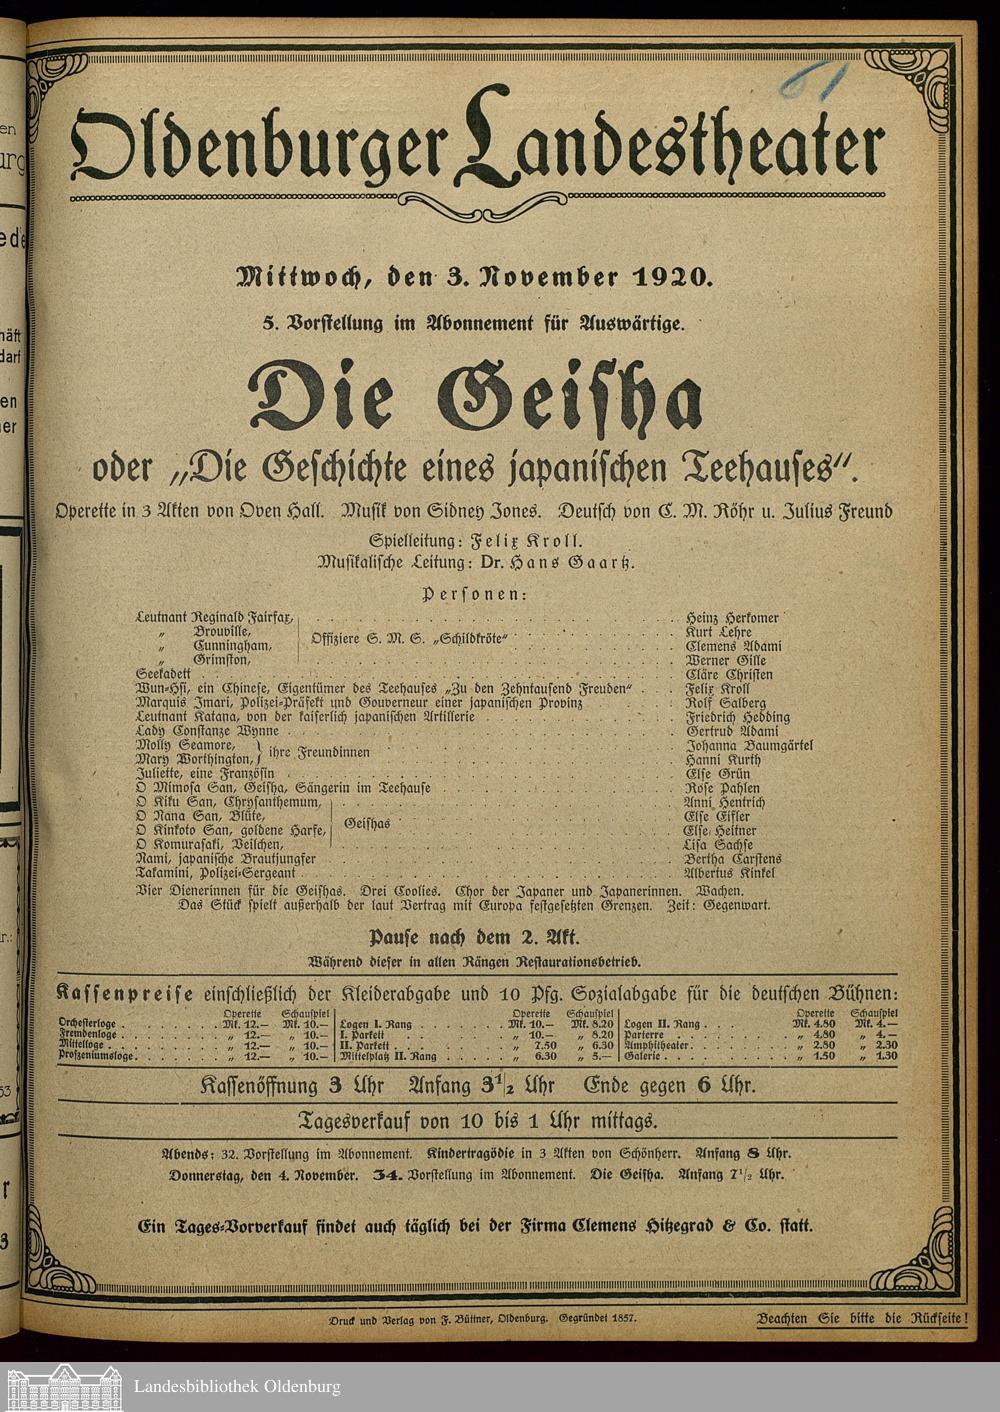 61
Oldenburger Landestheater
Mittwoch, den 3. November 1920.
5. Vorstellung im Abonnement für Auswärtige.
Die Geisha
oder „Die Geschichte eines japanischen Teehauses“.
Operette in 3 Akten von Oven Hall. Musik von Sidney Jones. Deutsch von C. M. Röhr u. Julius Freund
Spielleitung: Felix Kroll.
Musikalische Leitung: Dr. Hans Gaartz.
Personen:
Leutnant Reginald Fairfax, Heinz Herkomer
„ Brouville, Kurt Lehre
Offiziere S. M. S. „Schildkröte“
„ Cunningham, Clemens Adami
„ Grimston, Werner Gille
Seekadett Cläre Christen
Wun-Hsi, ein Chinese, Eigentümer des Teehauses „Zu den Zehntausend Freuden“ Felix Kroll
Marquis Imari, Polizei-Präfekt und Gouverneur einer japanischen Provinz Rolf Salberg
Leutnant Katana, von der kaiserlich japanischen Artillerie Friedrich Hedding
Lady Constanze Wynne Gertrud Adami
Molly Seamore, Johanna Baumgärtel
ihre Freundinnen
Mary Worthington, Hanni Kurth
Juliette, eine Französin Else Grün
O Mimosa San, Geisha, Sängerin im Teehause Rose Pahlen
O Kiku San, Chrysanthemum, Anni Hentrich
O Nana San, Blüte, Else Eisler
Geishas
O Kinkoto San, goldene Harfe, Else Heitner
O Komurasaki, Veilchen, Lisa Sachse
Nami, japanische Brautjungfer Bertha Carstens
Takamini, Polizei-Sergeant Albertus Kinkel
Vier Dienerinnen für die Geishas. Drei Coolies. Chor der Japaner und Japanerinnen. Wachen.
Das Stück spielt außerhalb der laut Vertrag mit Europa festgesetzten Grenzen. Zeit: Gegenwart.
Pause nach dem 2. Akt.
Während dieser in allen Rängen Restaurationsbetrieb.
Kassenpreise einschließlich der Kleiderabgabe und 10 Pfg. Sozialabgabe für die deutschen Bühnen:
Operette Schauspiel Operette Schauspiel Operette Schauspiel
Orchesterloge Mk. 12.— Mk. 10.— Logen I. Rang Mk. 10.— Mk. 8.20 Logen II. Rang Mk. 4.80 Mk. 4.—
Fremdenloge „ 12.— „ 10.— I. Parkett „ 10.— „ 8.20 Parterre „ 4.80 „ 4.—
Mittelloge „ 12.— „ 10.— II. Parkett „ 7.50 „ 6.30 Amphitheater „ 2.80 „ 2.30
Proszeniumsloge „ 12.— „ 10.— Mittelplatz II. Rang „ 6.30 „ 5.— Galerie „ 1.50 „ 1.30
Kassenöffnung 3 Uhr Anfang 3 1/2 Uhr Ende gegen 6 Uhr.
Tagesverkauf von 10 bis 1 Uhr mittags.
Abends: 32. Vorstellung im Abonnement. Kindertragödie in 3 Akten von Schönherr. Anfang 8 Uhr.
Donnerstag, den 4. November. 34. Vorstellung im Abonnement. Die Geisha. Anfang 7 1/2 Uhr.
Ein Tages-Vorverkauf findet auch täglich bei der Firma Clemens Hitzegrad & Co. statt.
Druck und Verlag von F. Büttner, Oldenburg. Gegründet 1857.
Beachten Sie bitte die Rückseite!
Landesbibliothek Oldenburg